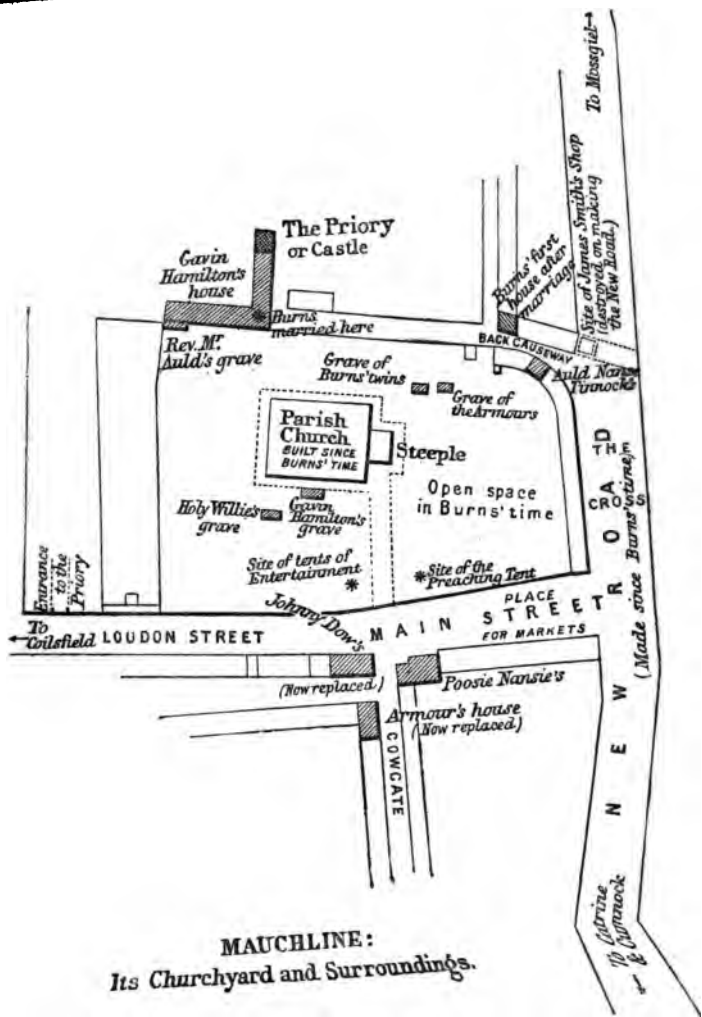 To Mossgiel→
Site of James Smith's Shop
(destroyed on making
the New Road.)
The Priory
or Castle
Gavin
Hamilton's
house
Burns
married here
Burns' first
house after
marriage
Rev. Mr.
Auld's grave
BACK CAUSEWAY
Auld Nanse
Tinnock's
Grave of
Burns' twins
Grave of
the Armours
Parish
Church
BUILT SINCE
BURNS' TIME
Steeple
Open space
in Burns' time
THE
CROSS
Holy Willie's
grave
Gavin
Hamilton's
grave
Site of tents of
Entertainment
Site of the
Preaching Tent
Entrance
to the
Priory
←To
Coilsfield
LOUDON STREET
Johnny Dow's
MAIN STREET
PLACE
FOR MARKETS
NEW ROAD
(Made since Burns' time)
(Now replaced)
Poosie Nansie's
Armour's house
(Now replaced)
COWGATE
←To Catrine
& Cumnock
MAUCHLINE:
Its Churchyard and Surroundings.